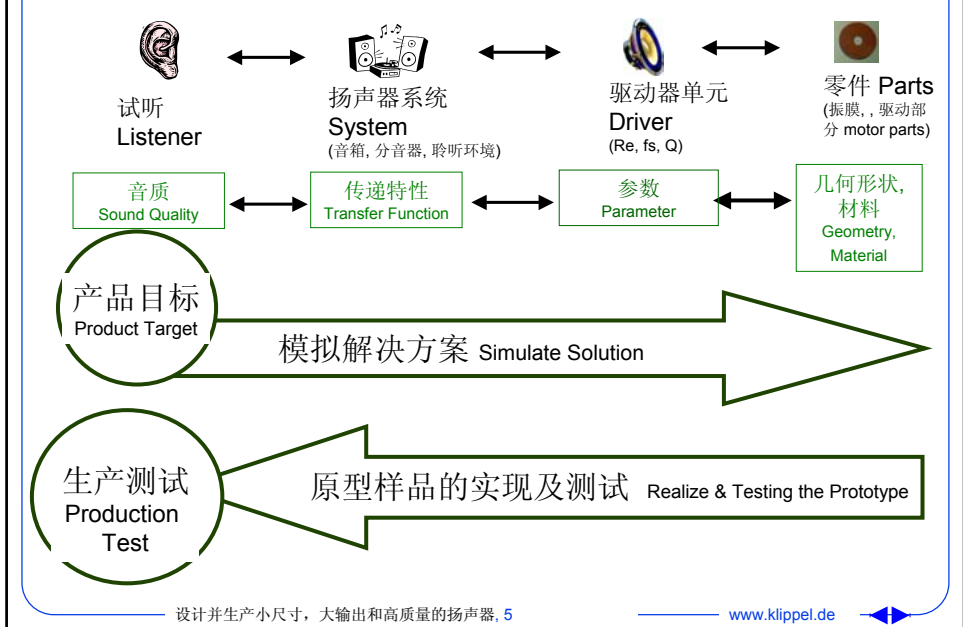 试听
Listener
扬声器系统
System
(音箱, 分音器, 聆听环境)
驱动器单元
Driver
(Re, fs, Q)
零件 Parts
(振膜, , 驱动部
分 motor parts)
音质
Sound Quality
传递特性
Transfer Function
参数
Parameter
几何形状,
材料
Geometry,
Material
产品目标
Product Target
模拟解决方案 Simulate Solution
生产测试
Production
Test
原型样品的实现及测试 Realize & Testing the Prototype
设计并生产小尺寸，大输出和高质量的扬声器, 5
www.klippel.de